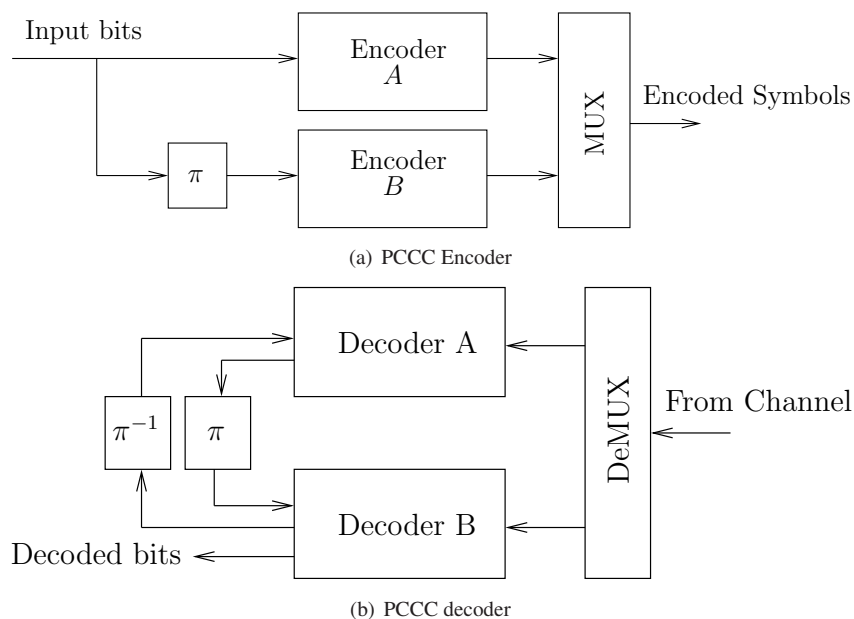 Input bits
Encoder
A
MUX
Encoded Symbols
π
Encoder
B
(a) PCCC Encoder
Decoder A
DeMUX
From Channel
π⁻¹
π
Decoder B
Decoded bits
(b) PCCC decoder